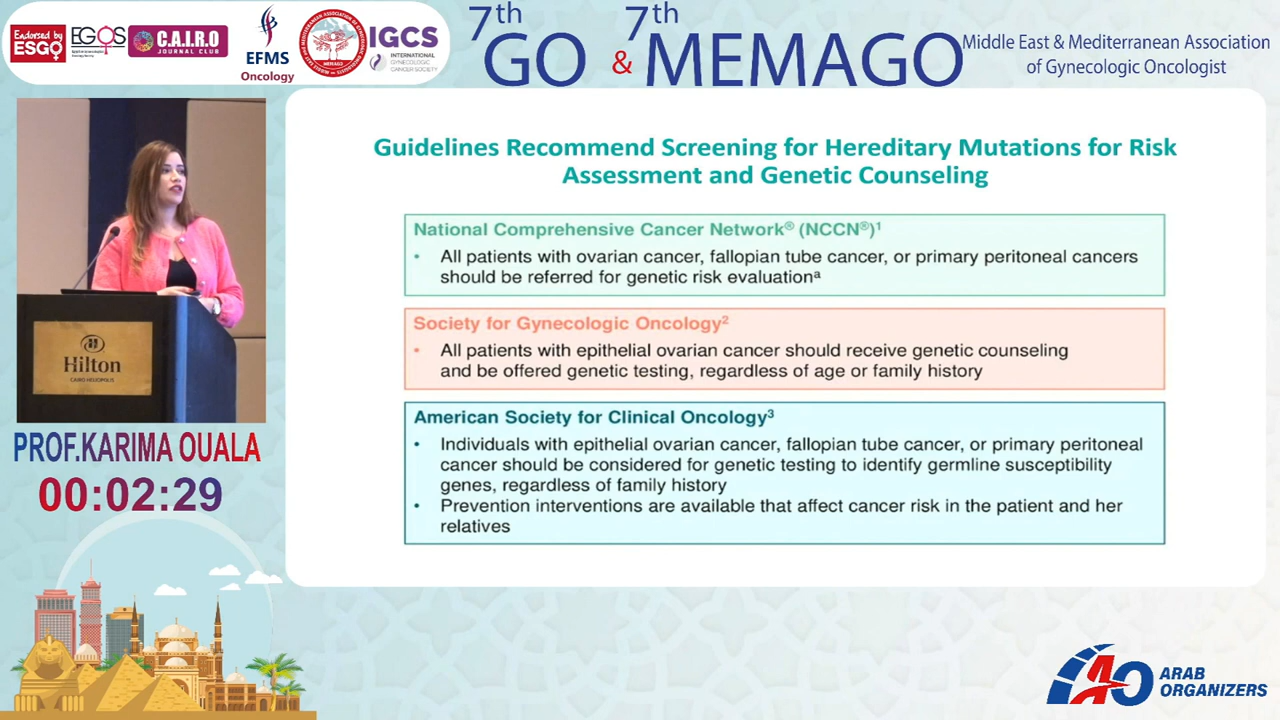 Endorsed by
ESGO
EGOS
C.A.I.R.O
JOURNAL CLUB
EFMS
Oncology
MEMAGO
IGCS
INTERNATIONAL
GYNECOLOGIC
CANCER SOCIETY
7th
GO
&
7th
MEMAGO
Middle East & Mediterranean Association
of Gynecologic Oncologist
Guidelines Recommend Screening for Hereditary Mutations for Risk
Assessment and Genetic Counseling
National Comprehensive Cancer Network® (NCCN®)¹
• All patients with ovarian cancer, fallopian tube cancer, or primary peritoneal cancers
should be referred for genetic risk evaluationᵃ
Society for Gynecologic Oncology²
• All patients with epithelial ovarian cancer should receive genetic counseling
and be offered genetic testing, regardless of age or family history
American Society for Clinical Oncology³
• Individuals with epithelial ovarian cancer, fallopian tube cancer, or primary peritoneal
cancer should be considered for genetic testing to identify germline susceptibility
genes, regardless of family history
• Prevention interventions are available that affect cancer risk in the patient and her
relatives
Hilton
CAIRO HELIOPOLIS
PROF.KARIMA OUALA
00:02:29
AO
ARAB
ORGANIZERS